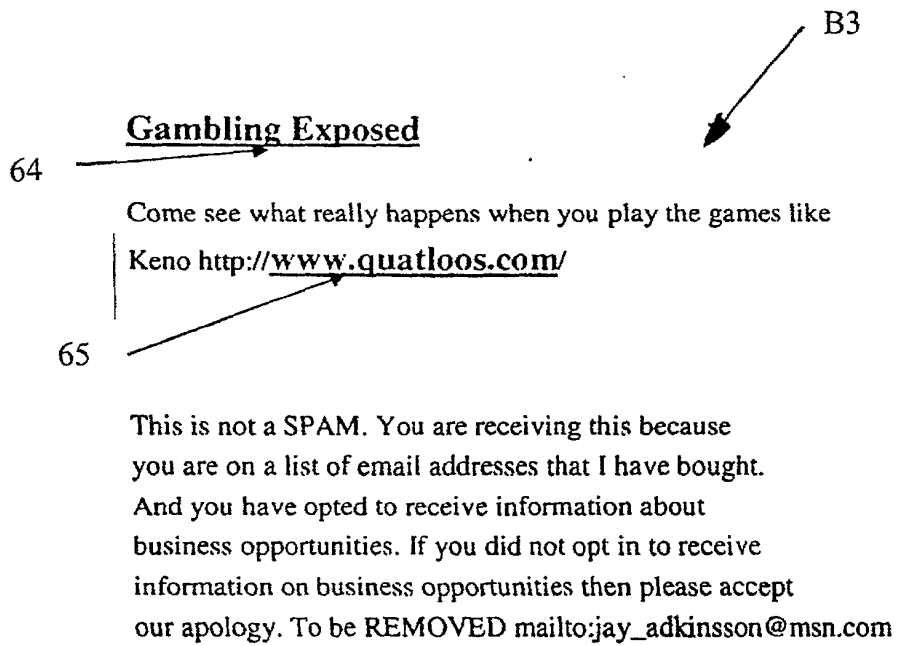 B3
Gambling Exposed
64
Come see what really happens when you play the games like
Keno http://www.quatloos.com/
65
This is not a SPAM. You are receiving this because
you are on a list of email addresses that I have bought.
And you have opted to receive information about
business opportunities. If you did not opt in to receive
information on business opportunities then please accept
our apology. To be REMOVED mailto:jay_adkinsson@msn.com